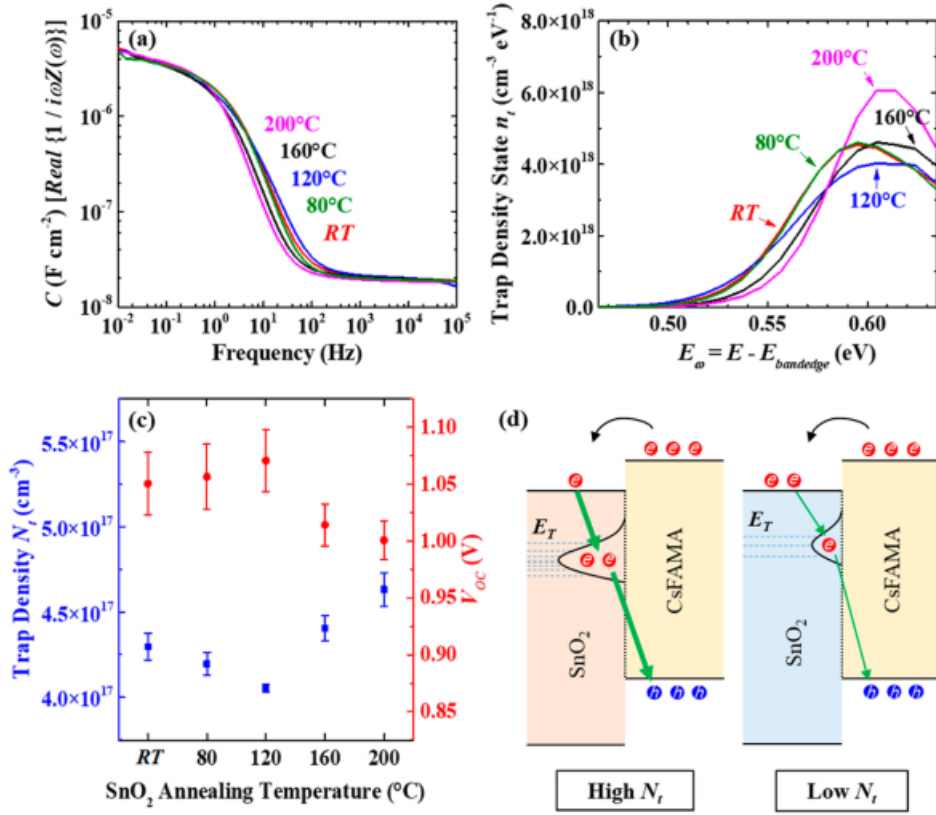 (a)
C (F cm⁻²) [Real {1 / iωZ(ω)}]
10⁻⁵
10⁻⁶
10⁻⁷
10⁻⁸
200°C
160°C
120°C
80°C
RT
10⁻² 10⁻¹ 10⁰ 10¹ 10² 10³ 10⁴ 10⁵
Frequency (Hz)
(b)
Trap Density State nₜ (cm⁻³ eV⁻¹)
8.0×10¹⁸
6.0×10¹⁸
4.0×10¹⁸
2.0×10¹⁸
0.0
200°C
160°C
80°C
120°C
RT
0.50 0.55 0.60
E_ω = E - E_bandedge (eV)
(c)
Trap Density Nₜ (cm⁻³)
5.5×10¹⁷
5.0×10¹⁷
4.5×10¹⁷
4.0×10¹⁷
1.10
1.05
1.00
0.95
0.90
0.85
V_OC (V)
RT 80 120 160 200
SnO₂ Annealing Temperature (°C)
(d)
e e e
e
E_T
e e
SnO₂
CsFAMA
h h h
High Nₜ
e e e
e e
E_T
e
SnO₂
CsFAMA
h h h
Low Nₜ